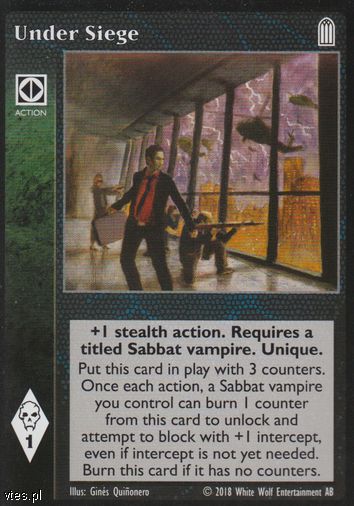 Under Siege
ACTION
+1 stealth action. Requires a
titled Sabbat vampire. Unique.
Put this card in play with 3 counters.
Once each action, a Sabbat vampire
you control can burn 1 counter
from this card to unlock and
attempt to block with +1 intercept,
even if intercept is not yet needed.
Burn this card if it has no counters.
1
Illus: Ginés Quiñonero © 2018 White Wolf Entertainment AB
vtes.pl